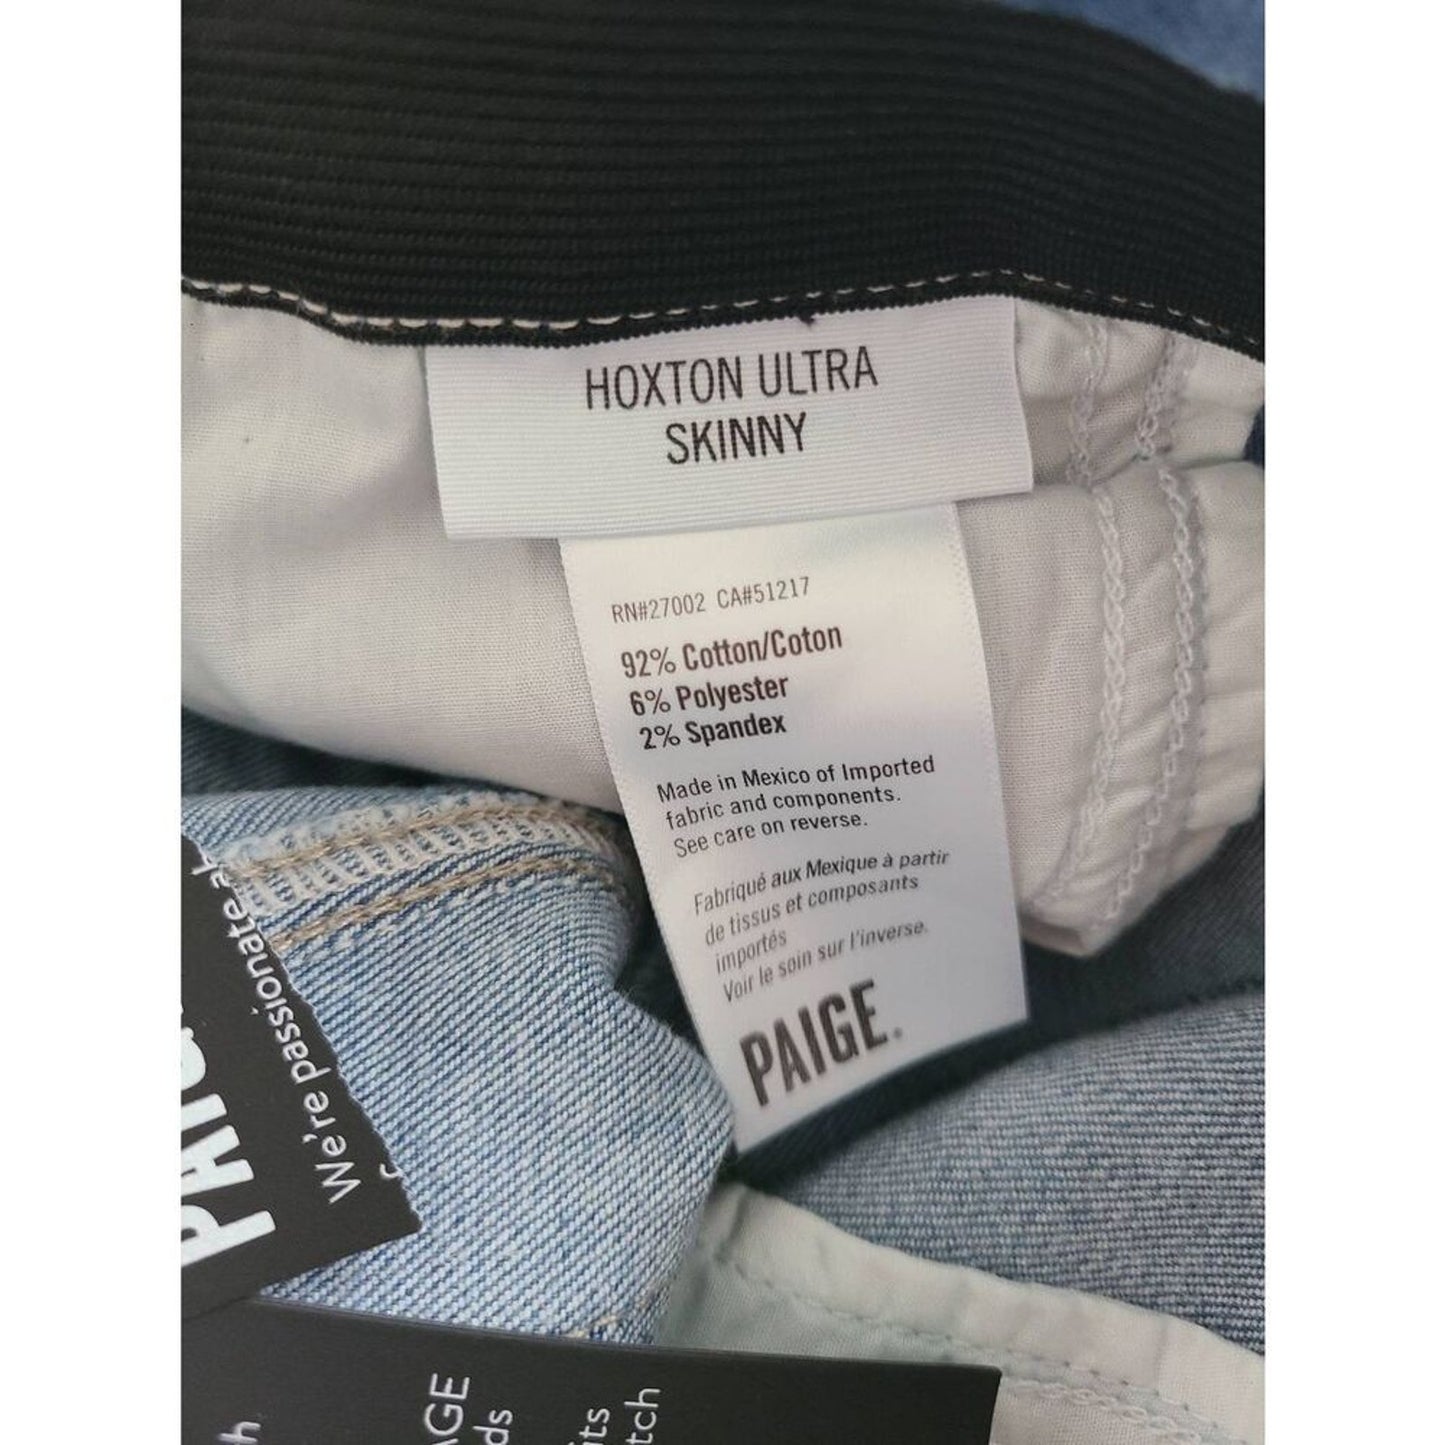 HOXTON ULTRA
SKINNY
RN#27002 CA#51217
92% Cotton/Coton
6% Polyester
2% Spandex
Made in Mexico of Imported
fabric and components.
See care on reverse.
Fabriqué aux Mexique à partir
de tissus et composants
importés
Voir le soin sur l'inverse.
PAIGE.
We're passionate